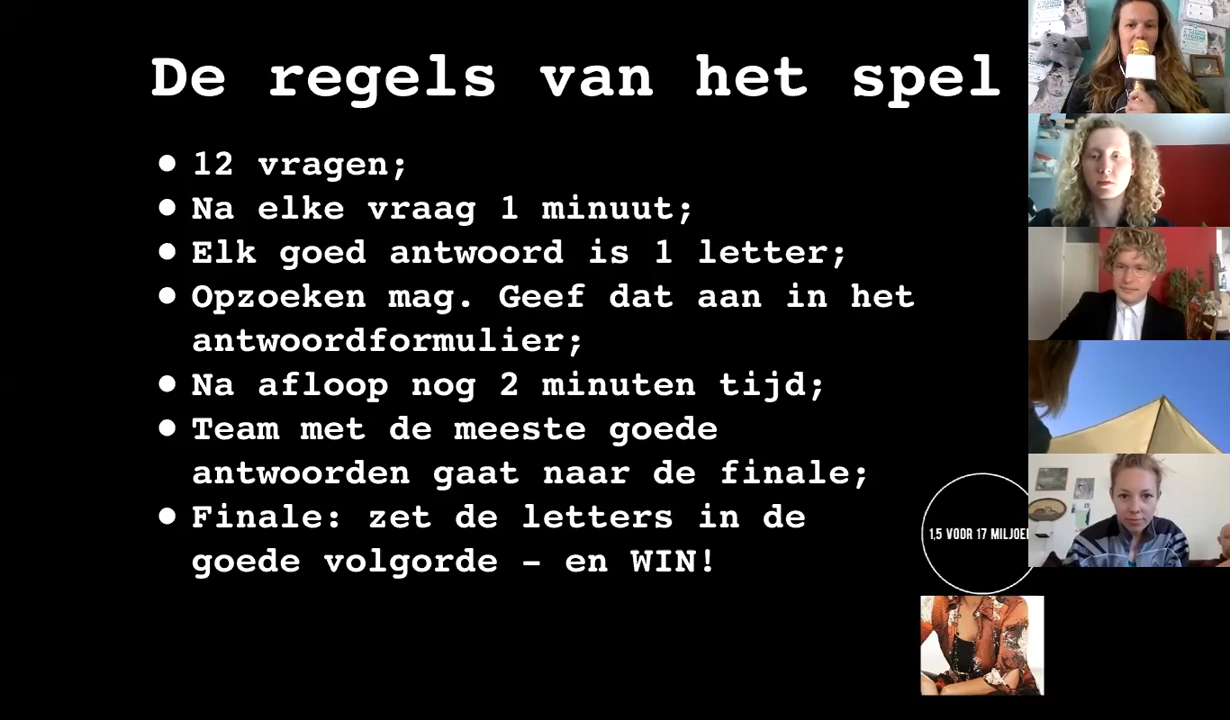 De regels van het spel
● 12 vragen;
● Na elke vraag 1 minuut;
● Elk goed antwoord is 1 letter;
● Opzoeken mag. Geef dat aan in het
antwoordformulier;
● Na afloop nog 2 minuten tijd;
● Team met de meeste goede
antwoorden gaat naar de finale;
● Finale: zet de letters in de
goede volgorde – en WIN!
1,5 VOOR 17 MILJOE